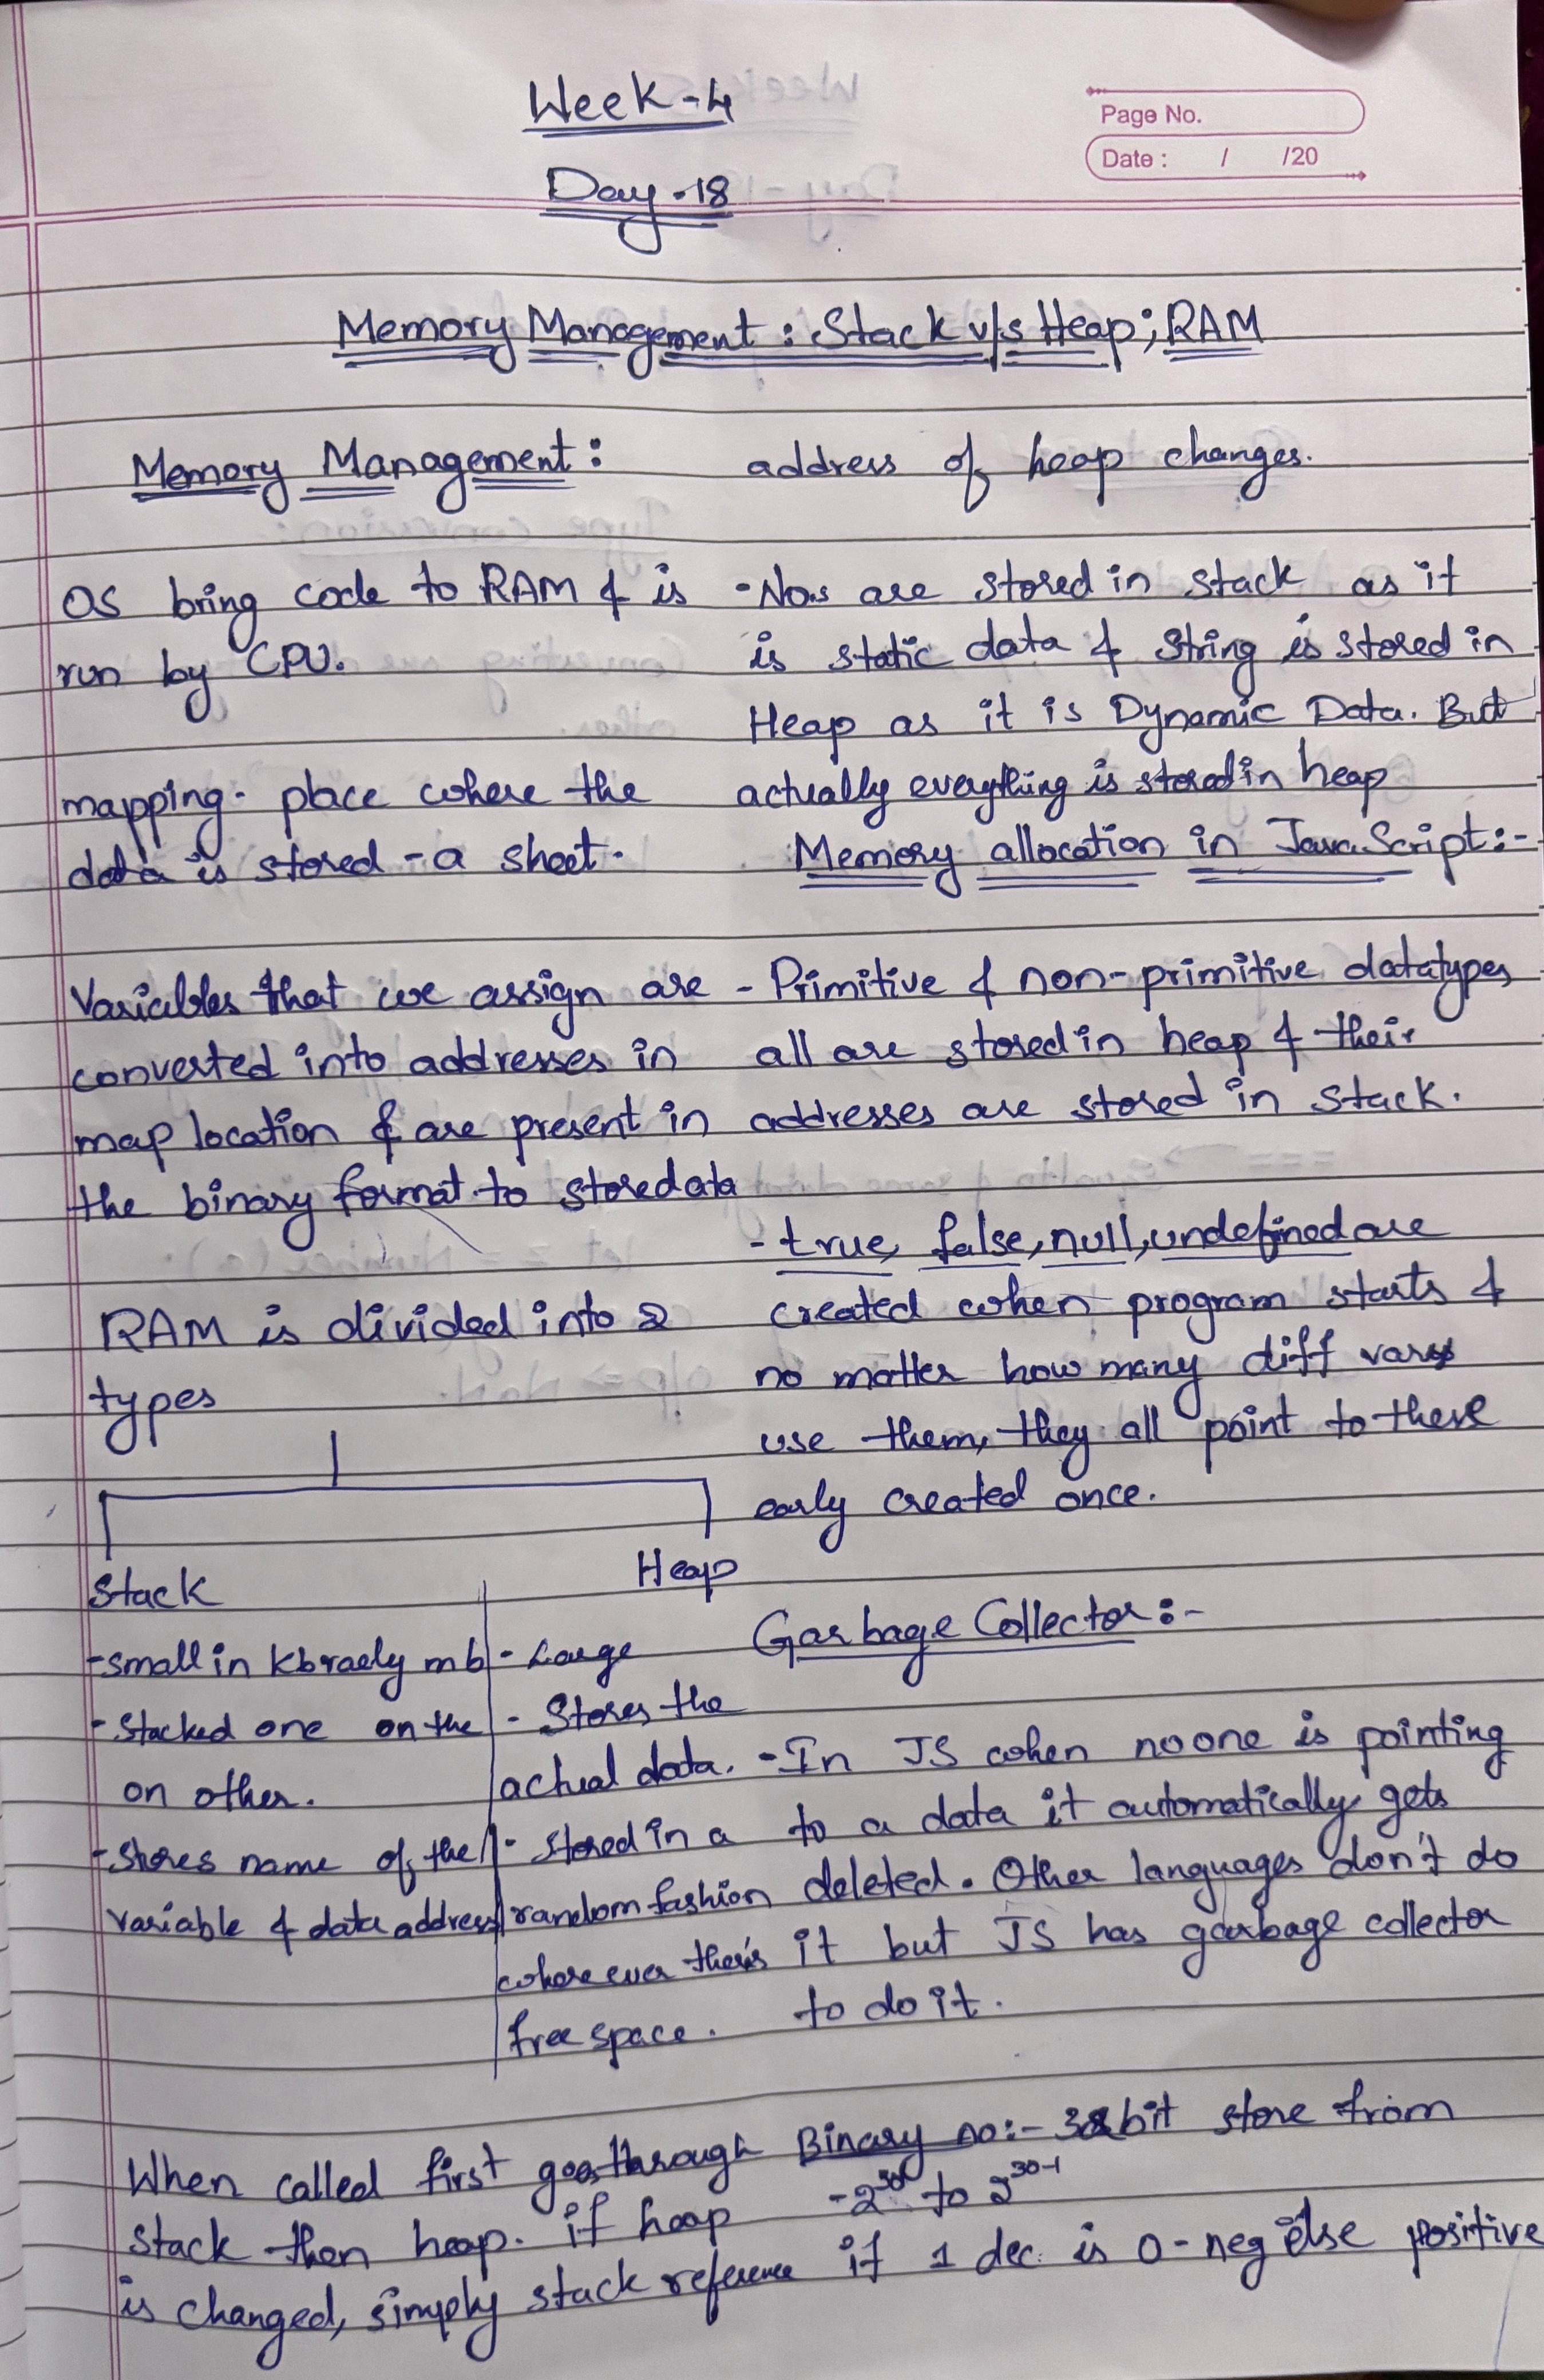 Week-4
Page No.
Date : / /20
Day-18
Memory Management : Stack v/s Heap; RAM
Memory Management :
OS bring code to RAM & is
run by CPU.
mapping - place where the
data is stored - a sheet.
Variables that we assign are
converted into addresses in
map location & are present in
the binary format to store data
RAM is divided into 2
types
Stack
-small in kb raely mb
-Stacked one on the
on other.
-Stores name of the
variable & data address
Heap
- Large
- Stores the
actual data.
- Stored in a
random fashion
where ever there's
free space.
When called first goes through
stack then heap. if heap
is changed, simply stack reference
address of heap changes.
-Nos are stored in stack as it
is static data & String is stored in
Heap as it is Dynamic Data. But
actually everything is stored in heap
Memory allocation in JavaScript:-
- Primitive & non-primitive datatypes
all are stored in heap & their
addresses are stored in stack.
- true, false, null, undefined are
created when program starts &
no matter how many diff vars
use them, they all point to these
early created once.
Garbage Collector:-
-In JS when no one is pointing
to a data it automatically gets
deleted. Other languages don't do
it but JS has garbage collector
to do it.
Binary no:- bit store from
-2^30 to 2^30-1
if 1 dec. is 0-neg else positive